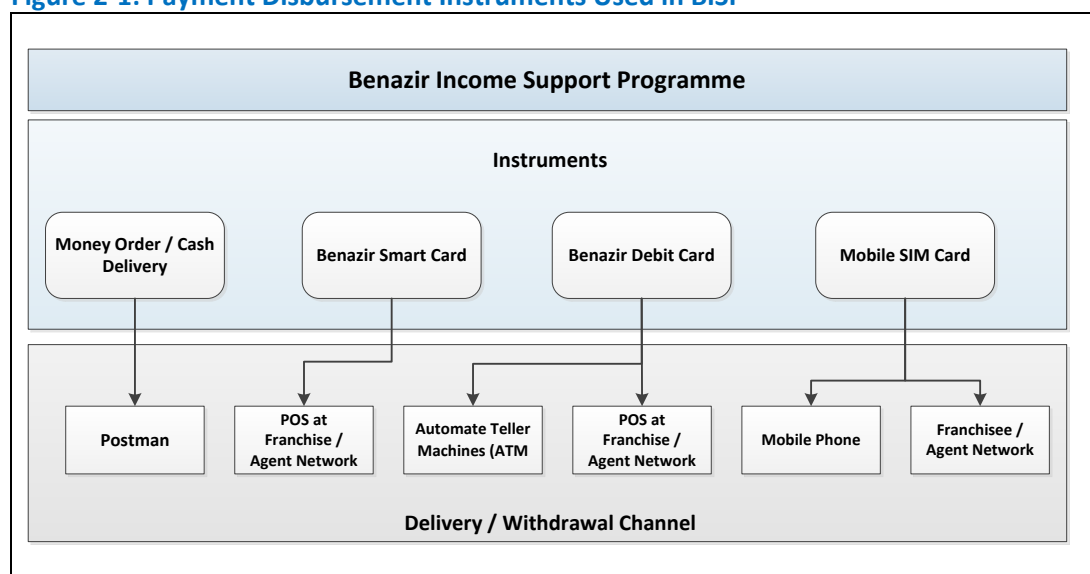 Figure 2-1: Payment Disbursement Instruments Used in BISP
Benazir Income Support Programme
Instruments
Money Order / Cash
Delivery
Benazir Smart Card
Benazir Debit Card
Mobile SIM Card
Postman
POS at
Franchise /
Agent Network
Automate Teller
Machines (ATM
POS at
Franchise /
Agent Network
Mobile Phone
Franchisee /
Agent Network
Delivery / Withdrawal Channel